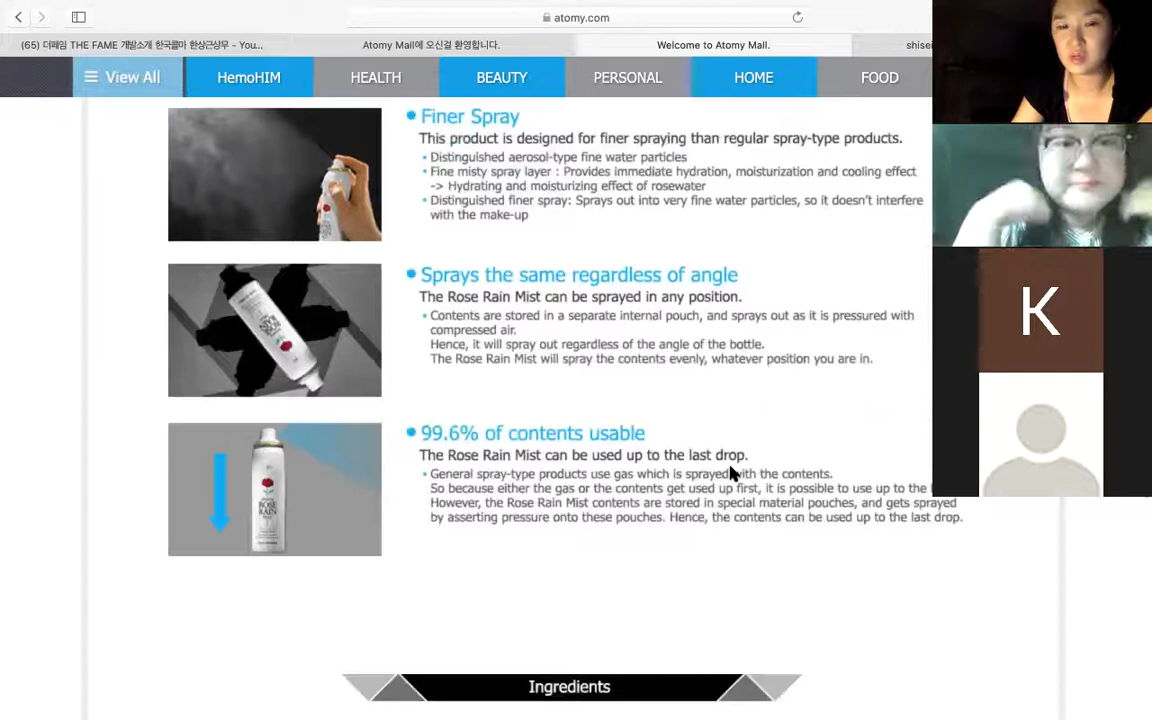 atomy.com
(65) 더페임 THE FAME 개발소개 한국콜마 한상근상무 - You...
Atomy Mall에 오신걸 환영합니다.
Welcome to Atomy Mall.
shisei
View All
HemoHIM
HEALTH
BEAUTY
PERSONAL
HOME
FOOD
Finer Spray
This product is designed for finer spraying than regular spray-type products.
Distinguished aerosol-type fine water particles
Fine misty spray layer : Provides immediate hydration, moisturization and cooling effect
-> Hydrating and moisturizing effect of rosewater
Distinguished finer spray: Sprays out into very fine water particles, so it doesn't interfere
with the make-up
Sprays the same regardless of angle
The Rose Rain Mist can be sprayed in any position.
Contents are stored in a separate internal pouch, and sprays out as it is pressured with
compressed air.
Hence, it will spray out regardless of the angle of the bottle.
The Rose Rain Mist will spray the contents evenly, whatever position you are in.
99.6% of contents usable
The Rose Rain Mist can be used up to the last drop.
General spray-type products use gas which is sprayed with the contents.
So because either the gas or the contents get used up first, it is possible to use up to the
However, the Rose Rain Mist contents are stored in special material pouches, and gets sprayed
by asserting pressure onto these pouches. Hence, the contents can be used up to the last drop.
ROSE
RAIN
K
Ingredients